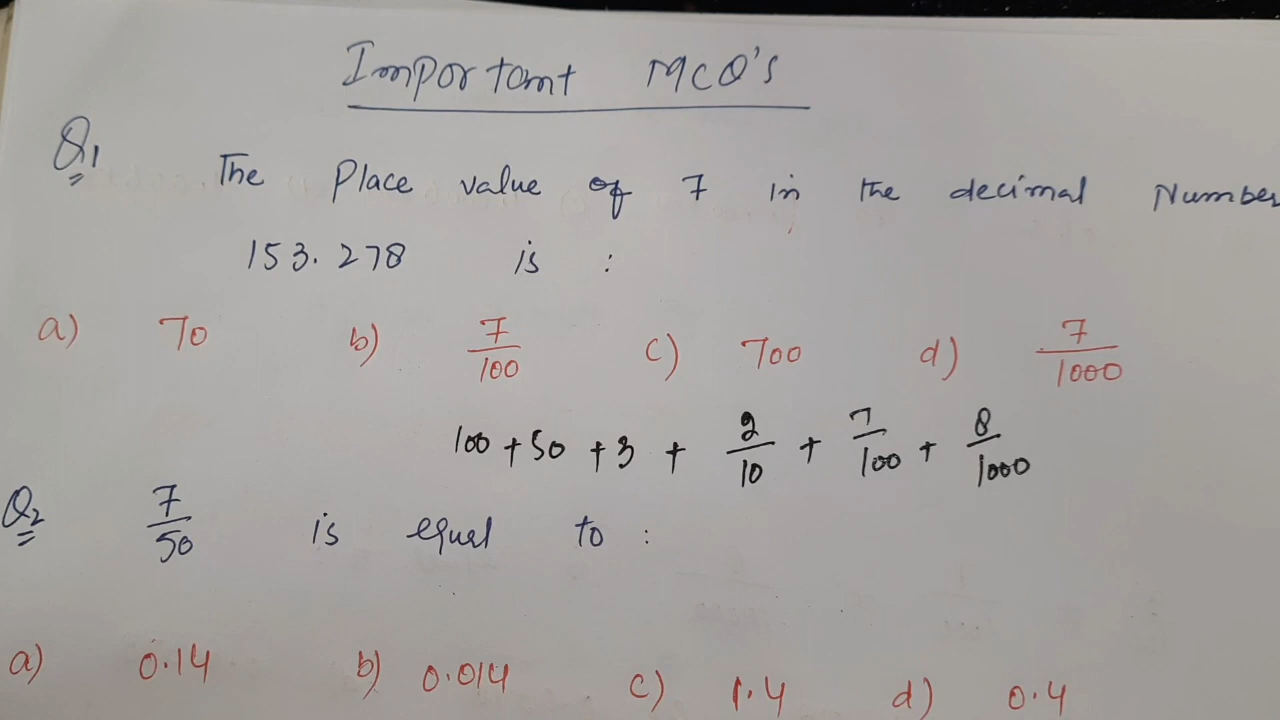 Important MCQ's
Q1 The Place value of 7 in the decimal Number
153.278 is :
a) 70 b) 7/100 c) 700 d) 7/1000
100 + 50 + 3 + 2/10 + 7/100 + 8/1000
Q2 7/50 is equal to :
a) 0.14 b) 0.014 c) 1.4 d) 0.4